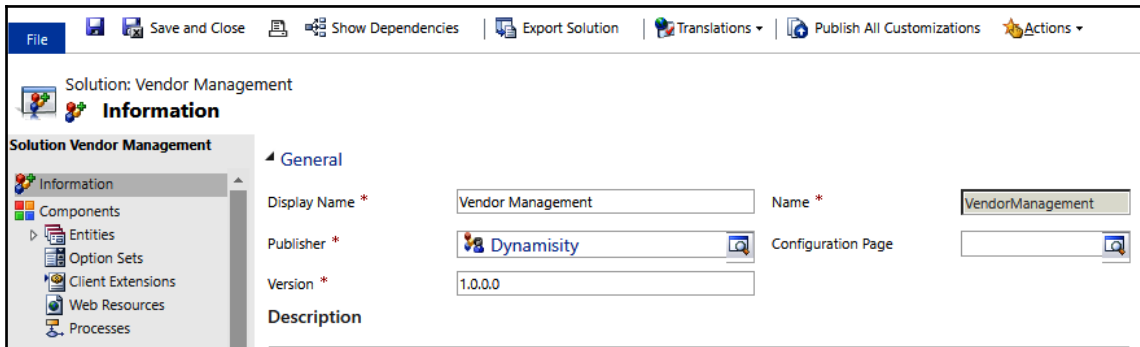 File Save and Close Show Dependencies Export Solution Translations Publish All Customizations Actions
Solution: Vendor Management
Information
Solution Vendor Management
General
Information
Display Name * Vendor Management Name * VendorManagement
Components
Entities
Publisher * Dynamisity Configuration Page
Option Sets
Client Extensions
Version * 1.0.0.0
Web Resources
Description
Processes